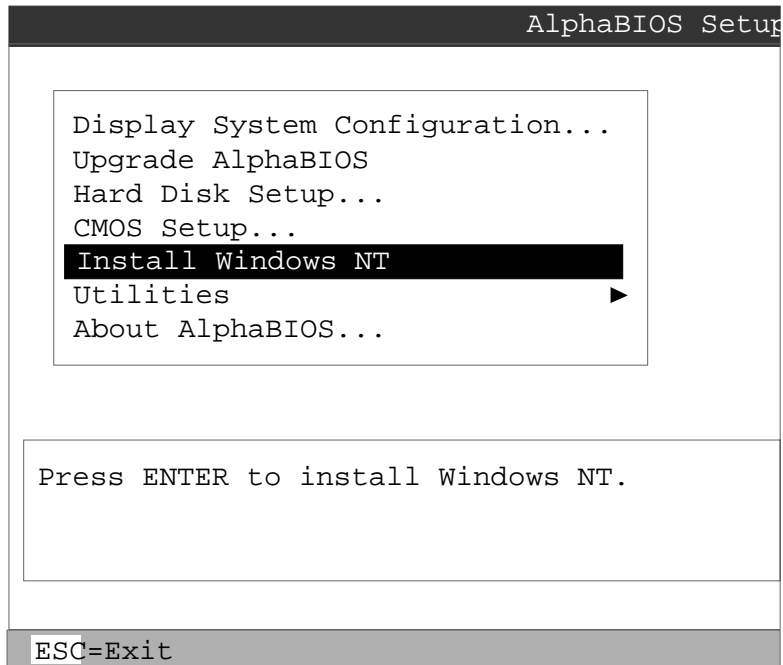 AlphaBIOS Setup
Display System Configuration...
Upgrade AlphaBIOS
Hard Disk Setup...
CMOS Setup...
Install Windows NT
Utilities ►
About AlphaBIOS...
Press ENTER to install Windows NT.
ESC=Exit